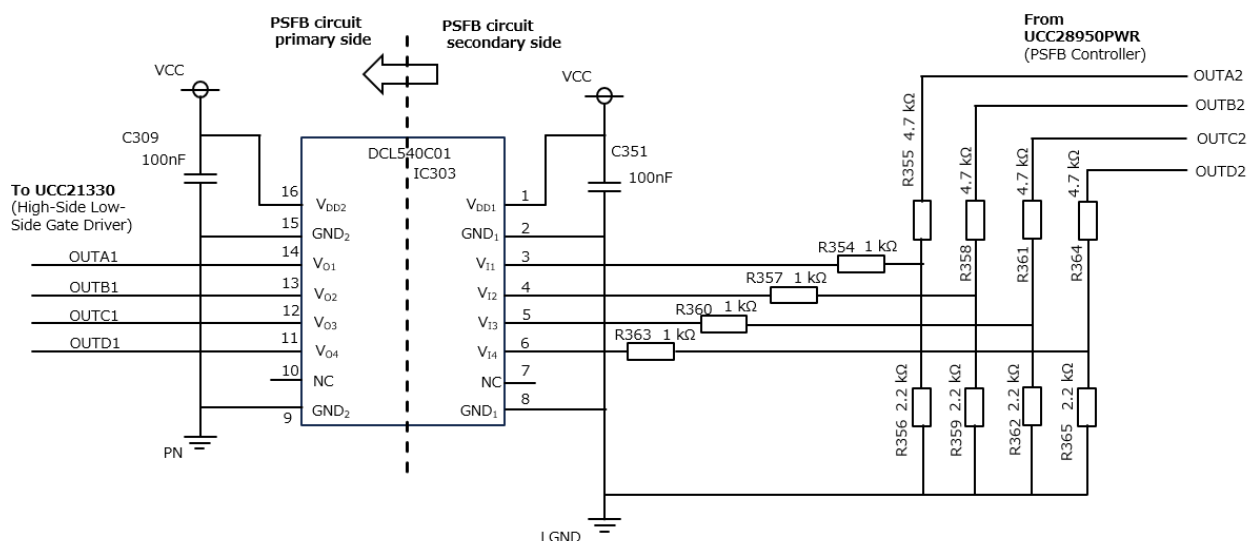 PSFB circuit
primary side
PSFB circuit
secondary side
From
UCC28950PWR
(PSFB Controller)
VCC
VCC
OUTA2
OUTB2
OUTC2
OUTD2
R355 4.7 kΩ
4.7 kΩ
4.7 kΩ
4.7 kΩ
C309
100nF
DCL540C01
IC303
C351
100nF
To UCC21330
(High-Side Low-
Side Gate Driver)
16
VDD2
VDD1
1
15
GND2
GND1
2
OUTA1
14
VO1
VI1
3
R354 1 kΩ
R358
R361
R364
OUTB1
13
VO2
VI2
4
R357 1 kΩ
OUTC1
12
VO3
VI3
5
R360 1 kΩ
OUTD1
11
VO4
VI4
6
R363 1 kΩ
10
NC
NC
7
9
GND2
GND1
8
R356 2.2 kΩ
R359 2.2 kΩ
R362 2.2 kΩ
R365 2.2 kΩ
PN
LGND